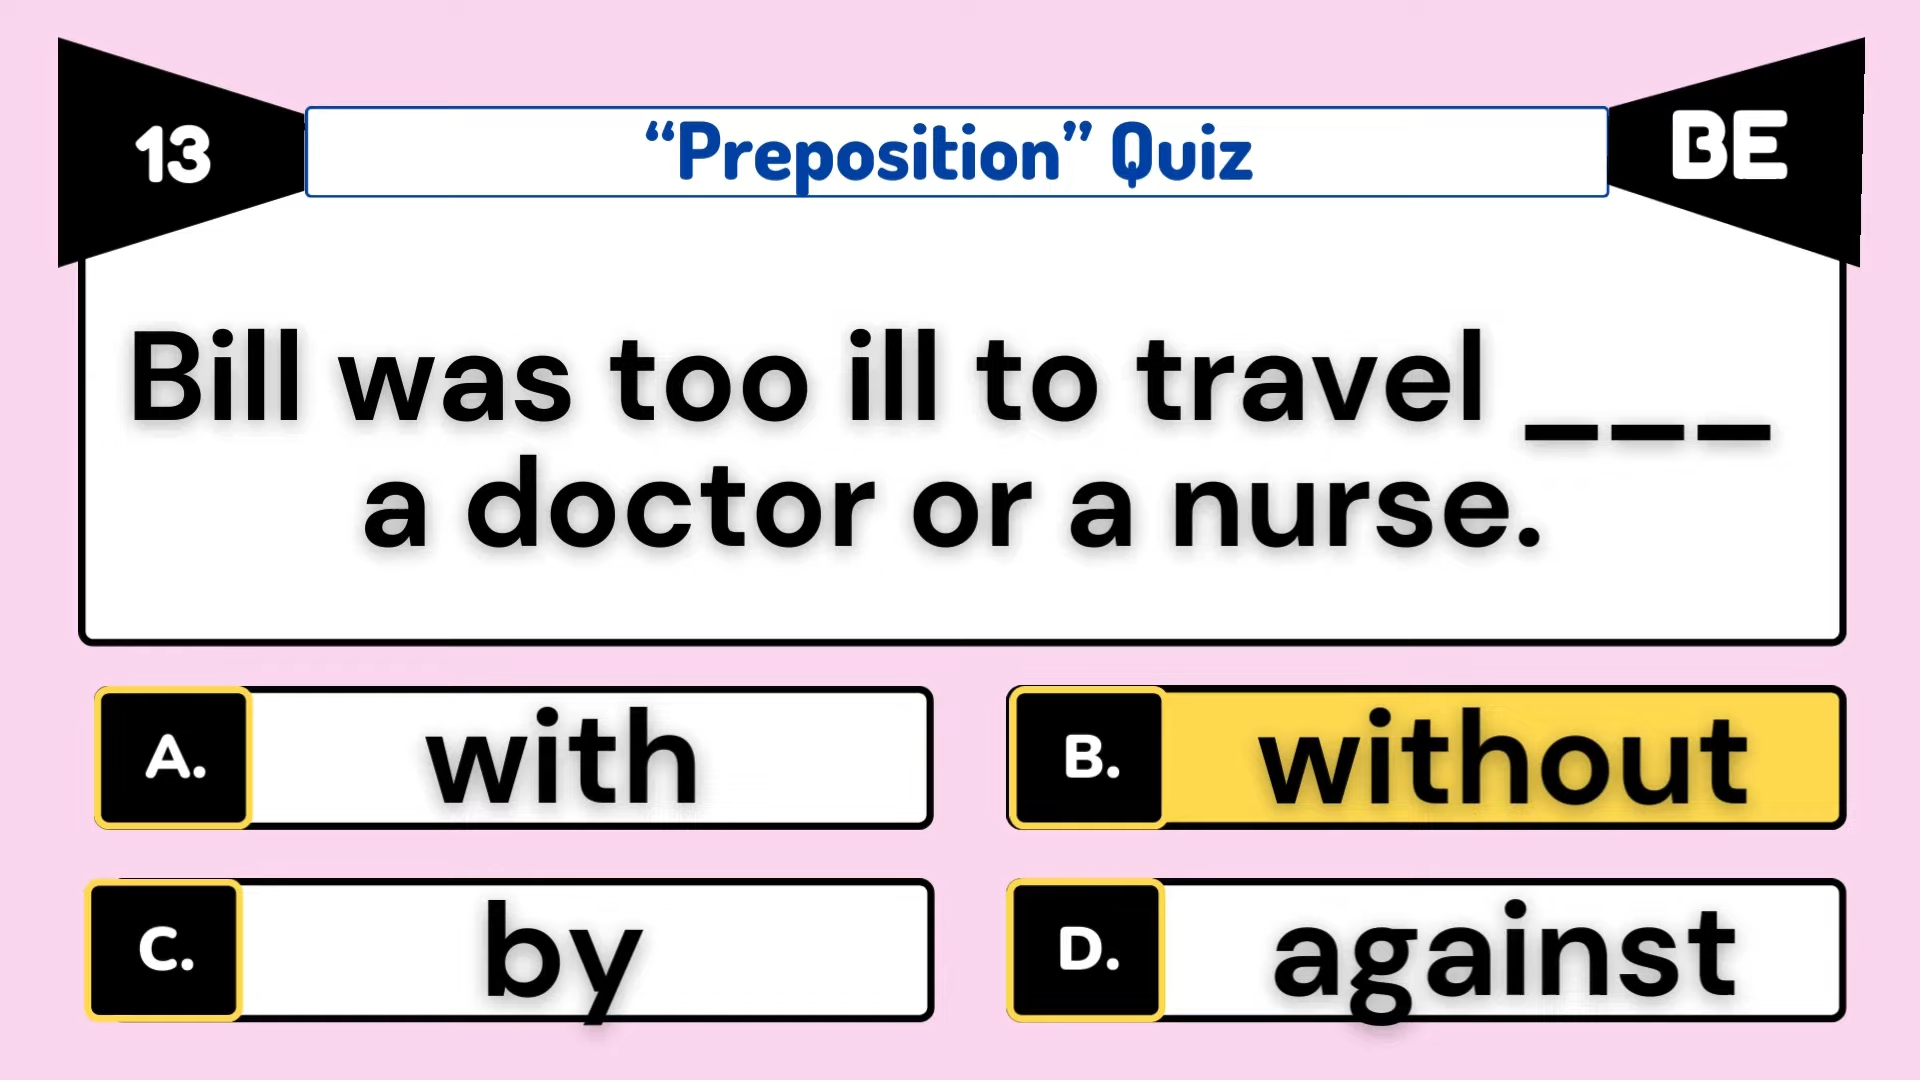 13
“Preposition” Quiz
BE
Bill was too ill to travel ___
a doctor or a nurse.
A. with
B. without
C. by
D. against